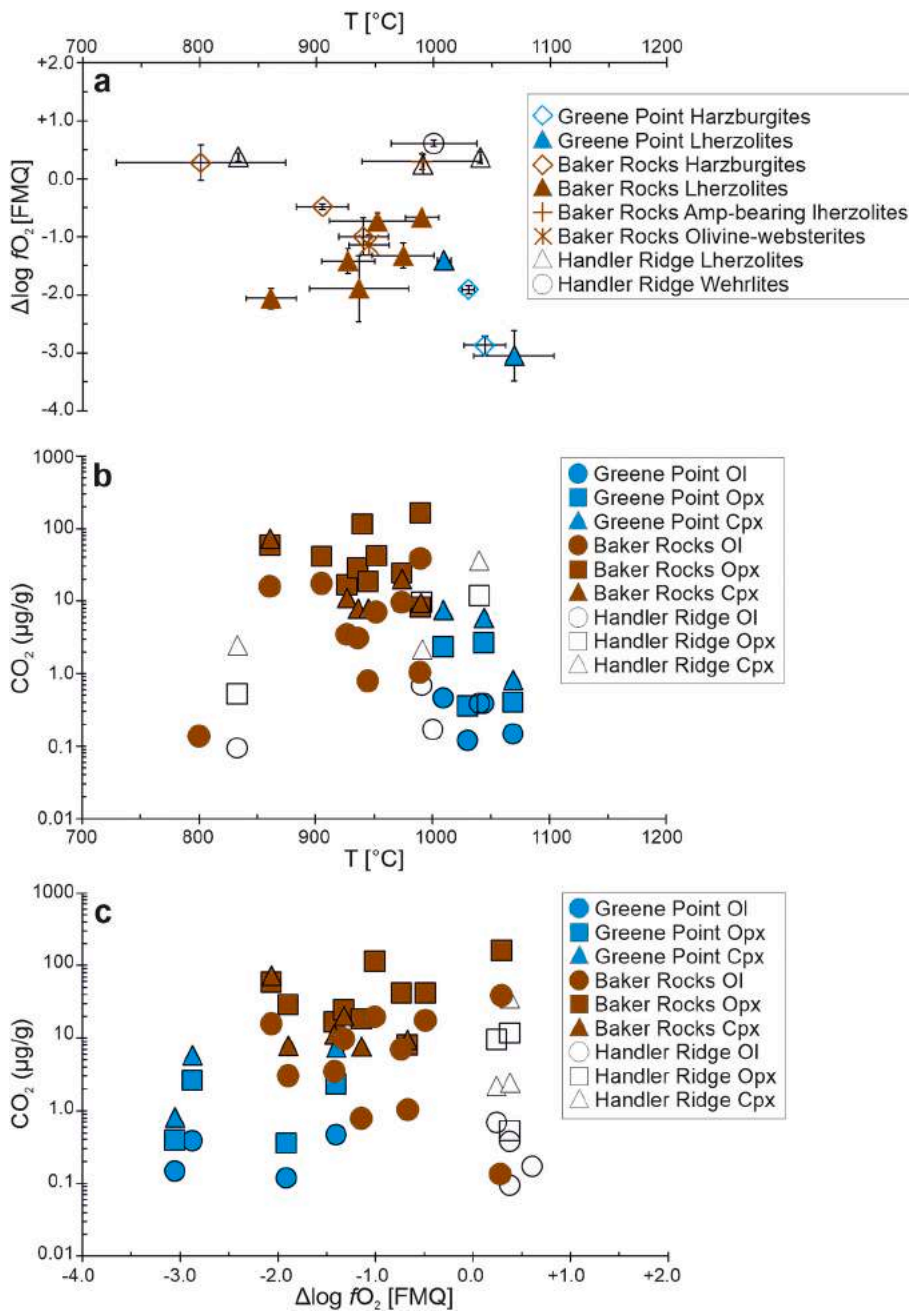 T [°C]
700 800 900 1000 1100 1200
a
+2.0
+1.0
0.0
-1.0
-2.0
-3.0
-4.0
Δlog fO₂ [FMQ]
Greene Point Harzburgites
Greene Point Lherzolites
Baker Rocks Harzburgites
Baker Rocks Lherzolites
Baker Rocks Amp-bearing lherzolites
Baker Rocks Olivine-websterites
Handler Ridge Lherzolites
Handler Ridge Wehrlites
b
1000
100
10
1.0
0.1
0.01
CO₂ (µg/g)
700 800 900 1000 1100 1200
T [°C]
Greene Point Ol
Greene Point Opx
Greene Point Cpx
Baker Rocks Ol
Baker Rocks Opx
Baker Rocks Cpx
Handler Ridge Ol
Handler Ridge Opx
Handler Ridge Cpx
c
1000
100
10
1.0
0.1
0.01
CO₂ (µg/g)
-4.0 -3.0 -2.0 -1.0 0.0 +1.0 +2.0
Δlog fO₂ [FMQ]
Greene Point Ol
Greene Point Opx
Greene Point Cpx
Baker Rocks Ol
Baker Rocks Opx
Baker Rocks Cpx
Handler Ridge Ol
Handler Ridge Opx
Handler Ridge Cpx